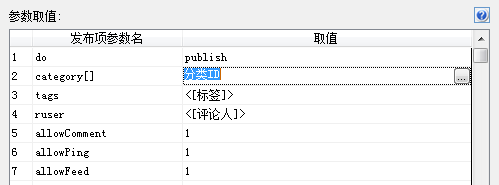 参数取值:
发布项参数名 取值
1 do publish
2 category[] 分类ID ...
3 tags <[标签]>
4 ruser <[评论人]>
5 allowComment 1
6 allowPing 1
7 allowFeed 1